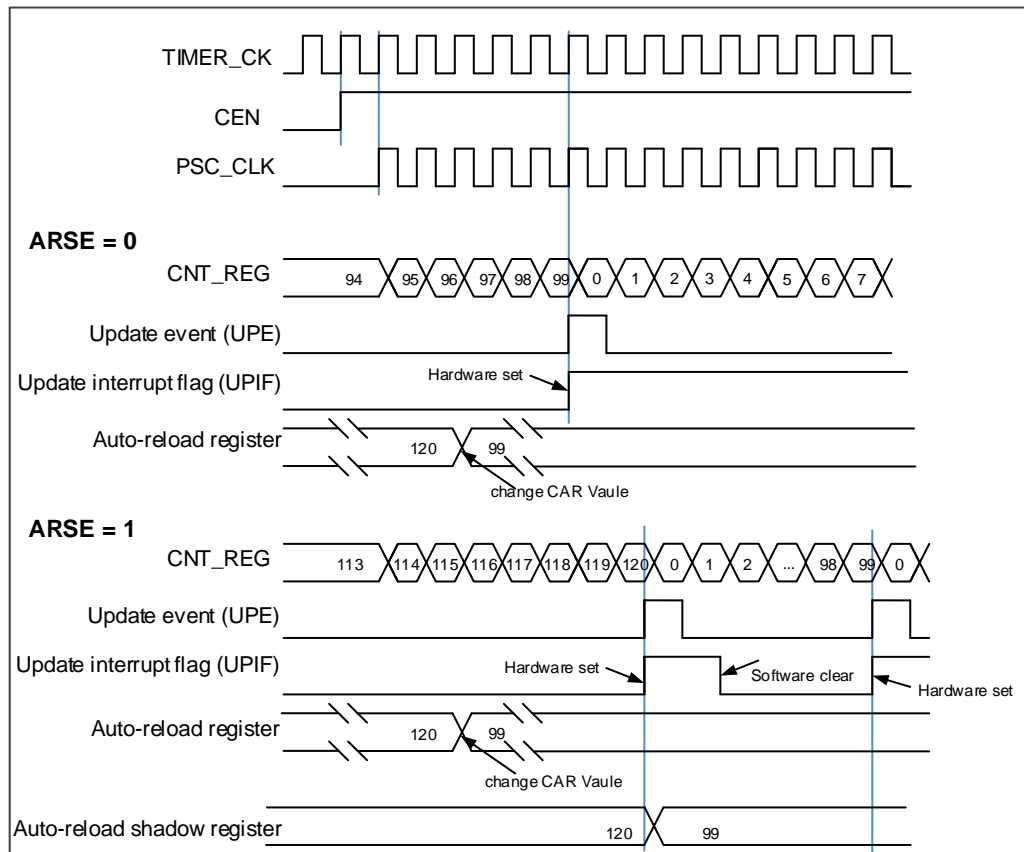 TIMER_CK
CEN
PSC_CLK
ARSE = 0
CNT_REG 94 95 96 97 98 99 0 1 2 3 4 5 6 7
Update event (UPE)
Update interrupt flag (UPIF) Hardware set
Auto-reload register 120 99
change CAR Vaule
ARSE = 1
CNT_REG 113 114 115 116 117 118 119 120 0 1 2 ... 98 99 0
Update event (UPE)
Update interrupt flag (UPIF) Hardware set Software clear Hardware set
Auto-reload register 120 99
change CAR Vaule
Auto-reload shadow register 120 99